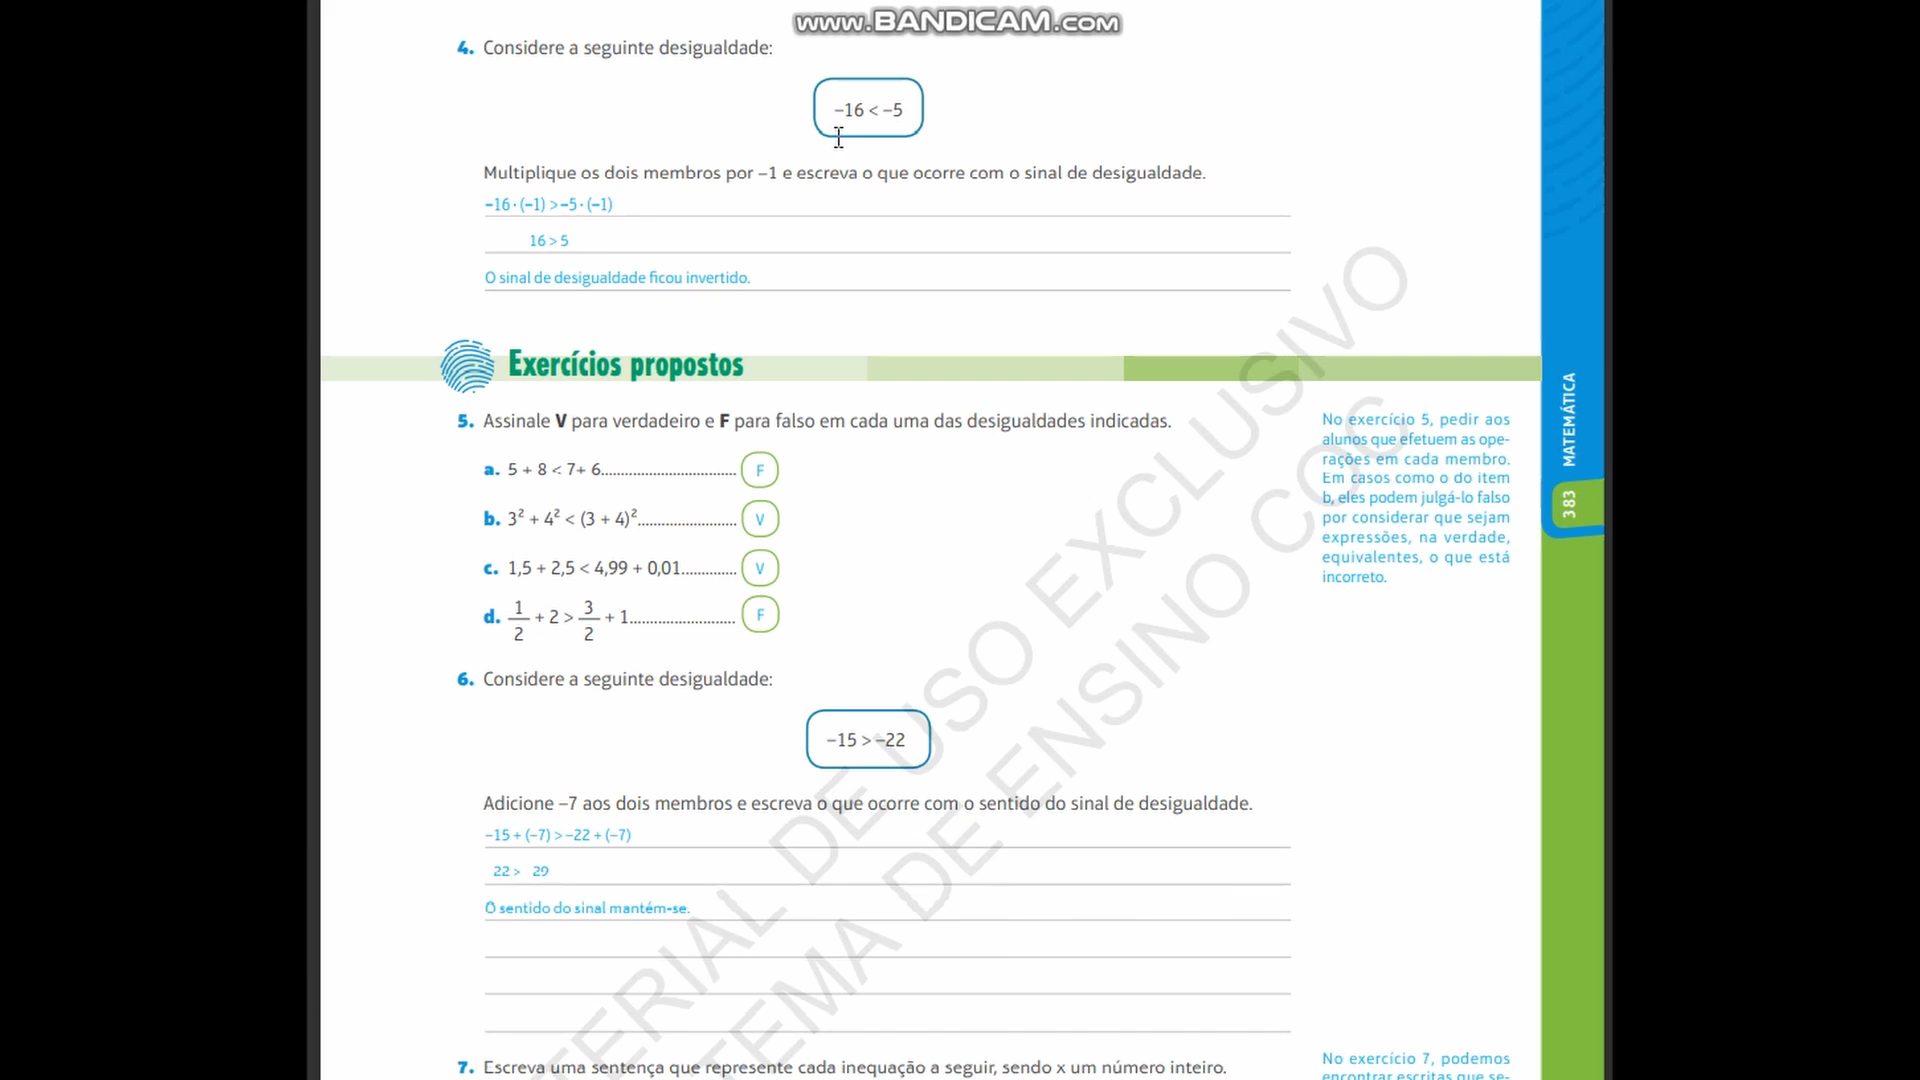 www.BANDICAM.com
4. Considere a seguinte desigualdade:
–16 < –5
Multiplique os dois membros por –1 e escreva o que ocorre com o sinal de desigualdade.
–16 · (–1) > –5 · (–1)
16 > 5
O sinal de desigualdade ficou invertido.
Exercícios propostos
5. Assinale V para verdadeiro e F para falso em cada uma das desigualdades indicadas.
a. 5 + 8 < 7+ 6.............................. F
b. 3² + 4² < (3 + 4)²........................ V
c. 1,5 + 2,5 < 4,99 + 0,01............. V
d. 1/2 + 2 > 3/2 + 1.......................... F
No exercício 5, pedir aos
alunos que efetuem as ope-
rações em cada membro.
Em casos como o do item
b, eles podem julgá-lo falso
por considerar que sejam
expressões, na verdade,
equivalentes, o que está
incorreto.
MATEMÁTICA
383
6. Considere a seguinte desigualdade:
–15 > –22
Adicione –7 aos dois membros e escreva o que ocorre com o sentido do sinal de desigualdade.
–15 + (–7) > –22 + (–7)
22 > 29
O sentido do sinal mantém-se.
7. Escreva uma sentença que represente cada inequação a seguir, sendo x um número inteiro.
No exercício 7, podemos
encontrar escritas que se-
TERIAL DE USO EXCLUSIVO
TEMA DE ENSINO COC